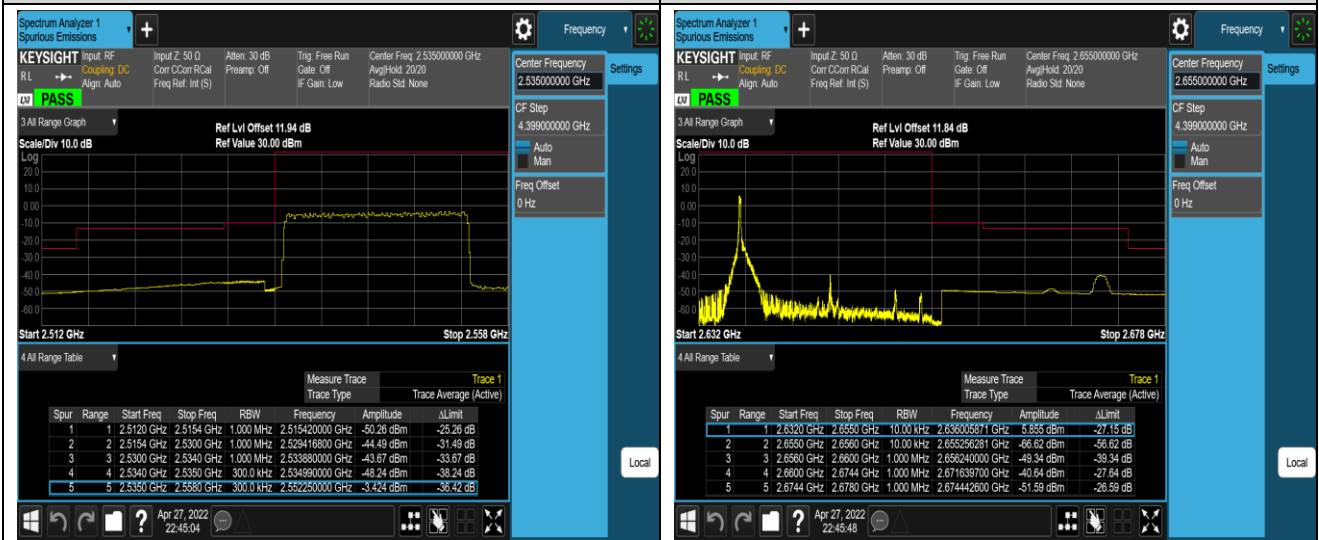 Spectrum Analyzer 1
Spurious Emissions
+
Frequency
KEYSIGHT Input: RF Input Z: 50 Ω Atten: 30 dB Trig: Free Run Center Freq: 2.535000000 GHz
RL Coupling: DC Corr CCorr RCal Preamp: Off Gate: Off Avg|Hold: 20/20
Align: Auto Freq Ref: Int (S) IF Gain: Low Radio Std: None
LXI PASS
Center Frequency
2.535000000 GHz
Settings
CF Step
4.399000000 GHz
Auto
Man
Freq Offset
0 Hz
3 All Range Graph
Ref Lvl Offset 11.94 dB
Scale/Div 10.0 dB Ref Value 30.00 dBm
Log
20.0
10.0
0.00
-10.0
-20.0
-30.0
-40.0
-50.0
-60.0
Start 2.512 GHz Stop 2.558 GHz
4 All Range Table
Measure Trace Trace 1
Trace Type Trace Average (Active)
Spur Range Start Freq Stop Freq RBW Frequency Amplitude ΔLimit
1 1 2.5120 GHz 2.5154 GHz 1.000 MHz 2.515420000 GHz -50.26 dBm -25.26 dB
2 2 2.5154 GHz 2.5300 GHz 1.000 MHz 2.529416800 GHz -44.49 dBm -31.49 dB
3 3 2.5300 GHz 2.5340 GHz 1.000 MHz 2.533880000 GHz -43.67 dBm -33.67 dB
4 4 2.5340 GHz 2.5350 GHz 300.0 kHz 2.534990000 GHz -48.24 dBm -38.24 dB
5 5 2.5350 GHz 2.5580 GHz 300.0 kHz 2.552250000 GHz -3.424 dBm -36.42 dB
Local
? Apr 27, 2022
22:45:04
Spectrum Analyzer 1
Spurious Emissions
+
Frequency
KEYSIGHT Input: RF Input Z: 50 Ω Atten: 30 dB Trig: Free Run Center Freq: 2.655000000 GHz
RL Coupling: DC Corr CCorr RCal Preamp: Off Gate: Off Avg|Hold: 20/20
Align: Auto Freq Ref: Int (S) IF Gain: Low Radio Std: None
LXI PASS
Center Frequency
2.655000000 GHz
Settings
CF Step
4.399000000 GHz
Auto
Man
Freq Offset
0 Hz
3 All Range Graph
Ref Lvl Offset 11.84 dB
Scale/Div 10.0 dB Ref Value 30.00 dBm
Log
20.0
10.0
0.00
-10.0
-20.0
-30.0
-40.0
-50.0
-60.0
Start 2.632 GHz Stop 2.678 GHz
4 All Range Table
Measure Trace Trace 1
Trace Type Trace Average (Active)
Spur Range Start Freq Stop Freq RBW Frequency Amplitude ΔLimit
1 1 2.6320 GHz 2.6550 GHz 10.00 kHz 2.636005871 GHz 5.855 dBm -27.15 dB
2 2 2.6550 GHz 2.6560 GHz 10.00 kHz 2.655256281 GHz -66.62 dBm -56.62 dB
3 3 2.6560 GHz 2.6600 GHz 1.000 MHz 2.656240000 GHz -49.34 dBm -39.34 dB
4 4 2.6600 GHz 2.6744 GHz 1.000 MHz 2.671639700 GHz -40.64 dBm -27.64 dB
5 5 2.6744 GHz 2.6780 GHz 1.000 MHz 2.674442600 GHz -51.59 dBm -26.59 dB
Local
? Apr 27, 2022
22:45:48